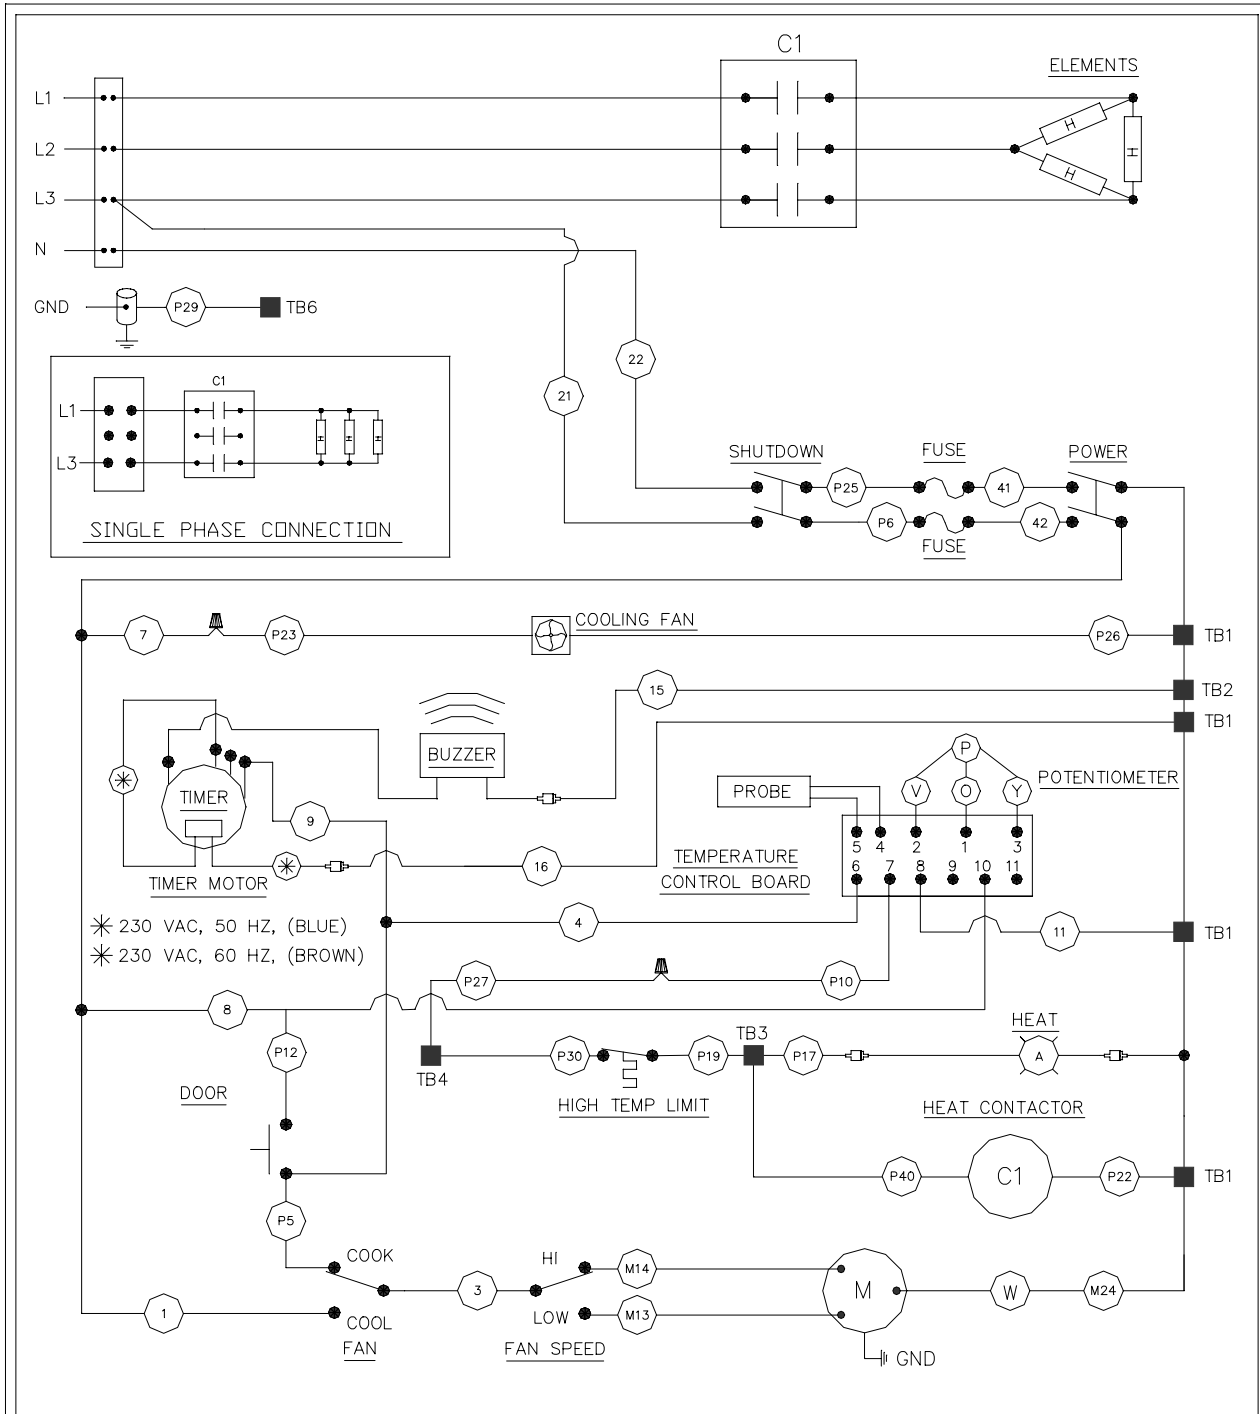 C1
ELEMENTS
L1
H
L2
H
H
L3
N
GND
P29
TB6
22
C1
L1
21
H H H
L3
SINGLE PHASE CONNECTION
SHUTDOWN
FUSE
POWER
P25
41
P6
42
FUSE
7
P23
COOLING FAN
P26
TB1
15
TB2
TB1
BUZZER
P
POTENTIOMETER
PROBE
V
O
Y
TIMER
9
5 4 2 1 3
6 7 8 9 10 11
TEMPERATURE
CONTROL BOARD
16
TIMER MOTOR
✳ 230 VAC, 50 HZ, (BLUE)
✳ 230 VAC, 60 HZ, (BROWN)
4
11
TB1
P27
P10
8
P12
TB4
P30
P19
TB3
P17
HEAT
A
DOOR
HIGH TEMP LIMIT
HEAT CONTACTOR
P40
C1
P22
TB1
P5
COOK
HI
M14
3
M
W
M24
1
COOL
LOW
M13
FAN
FAN SPEED
GND